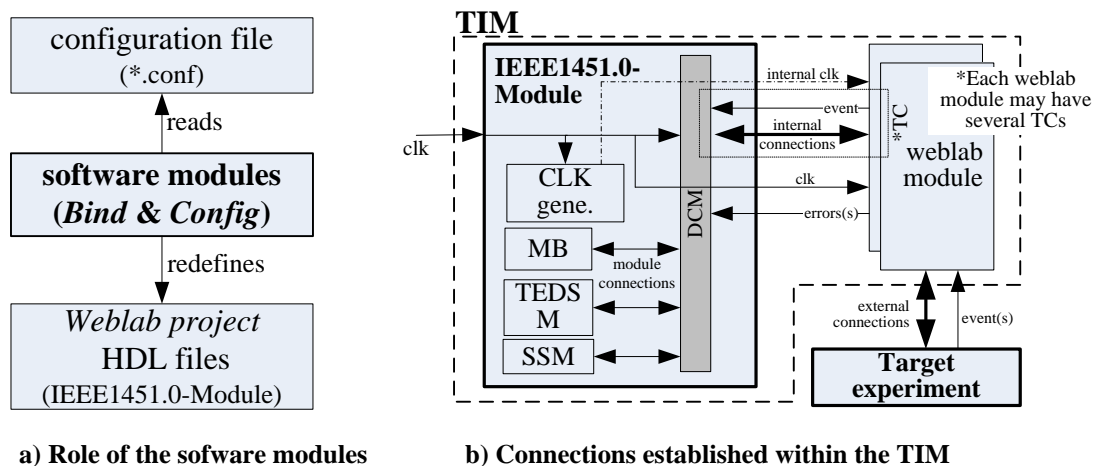 configuration file
(*.conf)
reads
software modules
(Bind & Config)
redefines
Weblab project
HDL files
(IEEE1451.0-Module)
a) Role of the sofware modules
TIM
IEEE1451.0-
Module
clk
CLK
gene.
MB
TEDS
M
SSM
module
connections
DCM
internal clk
event
internal
connections
clk
errors(s)
*TC
*Each weblab
module may have
several TCs
weblab
module
external
connections
event(s)
Target
experiment
b) Connections established within the TIM